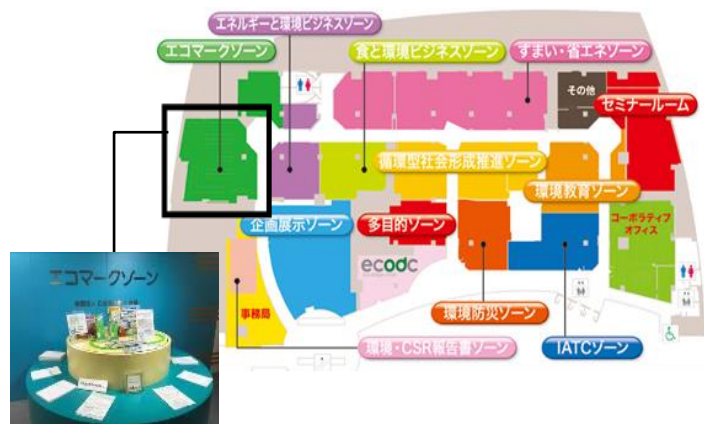 エネルギーと環境ビジネスゾーン
エコマークゾーン
食と環境ビジネスゾーン
すまい・省エネゾーン
その他
セミナールーム
循環型社会形成推進ゾーン
環境教育ゾーン
企画展示ゾーン
多目的ゾーン
コーポラティブ
オフィス
ecodc
エコマークゾーン
事務局
環境防災ゾーン
環境・CSR報告書ゾーン
IATCゾーン